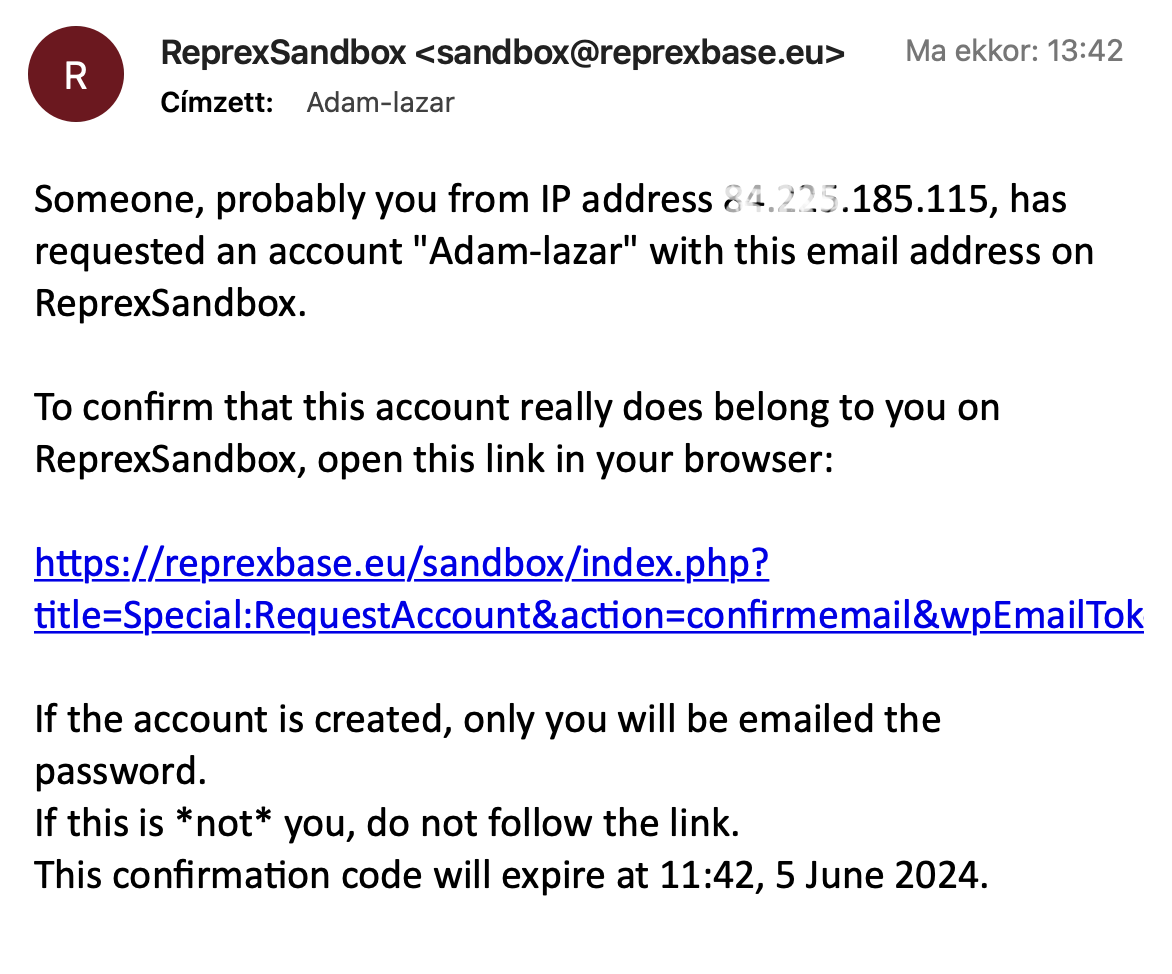 R
ReprexSandbox <sandbox@reprexbase.eu>
Ma ekkor: 13:42
Címzett: Adam-lazar
Someone, probably you from IP address 84.225.185.115, has
requested an account "Adam-lazar" with this email address on
ReprexSandbox.
To confirm that this account really does belong to you on
ReprexSandbox, open this link in your browser:
https://reprexbase.eu/sandbox/index.php?
title=Special:RequestAccount&action=confirmemail&wpEmailTok
If the account is created, only you will be emailed the
password.
If this is *not* you, do not follow the link.
This confirmation code will expire at 11:42, 5 June 2024.